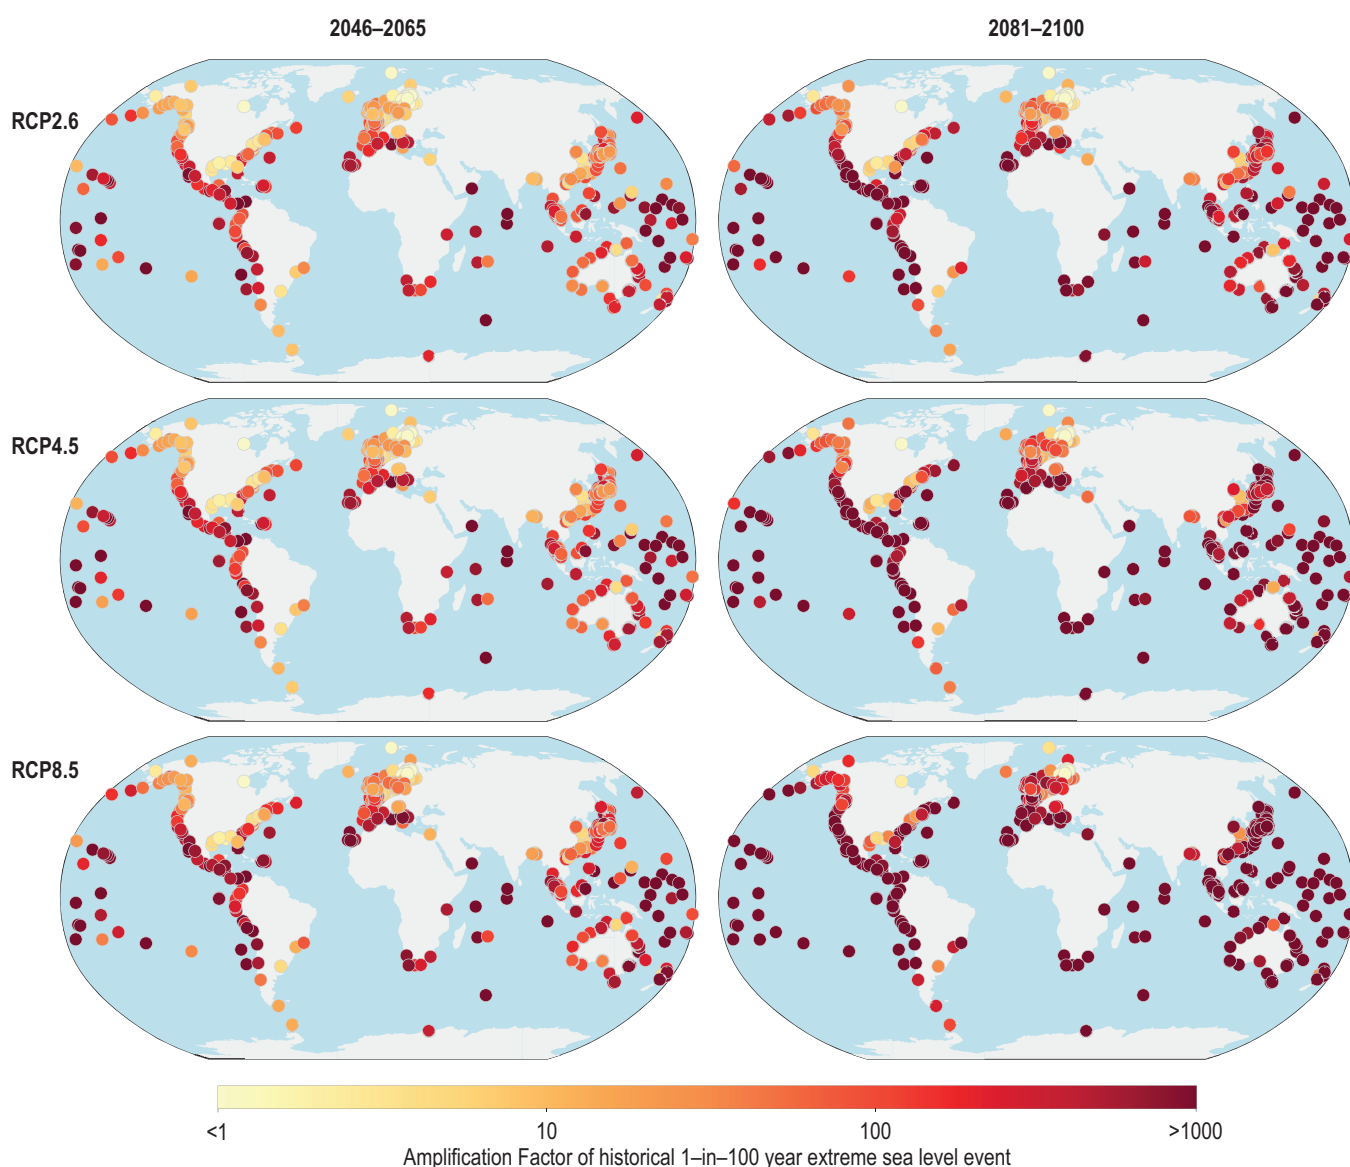 2046–2065
2081–2100
RCP2.6
RCP4.5
RCP8.5
<1
10
100
>1000
Amplification Factor of historical 1–in–100 year extreme sea level event